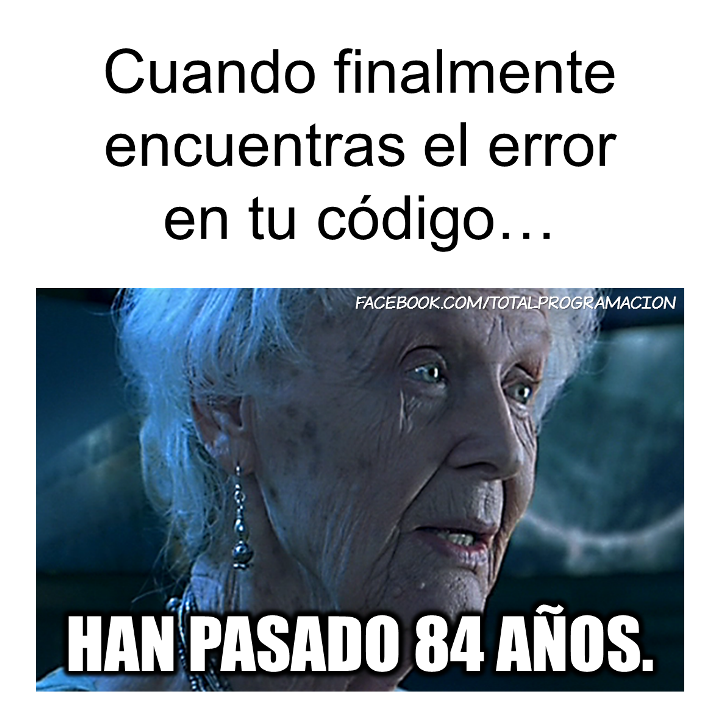 Cuando finalmente
encuentras el error
en tu código…
FACEBOOK.COM/TOTALPROGRAMACION
HAN PASADO 84 AÑOS.